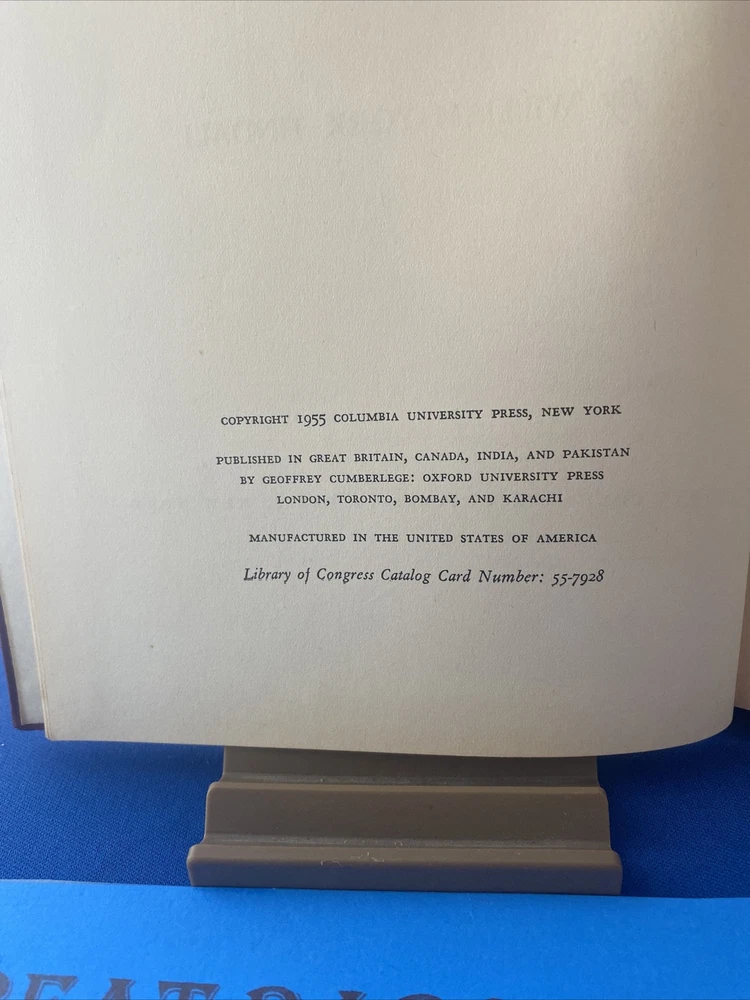 COPYRIGHT 1955 COLUMBIA UNIVERSITY PRESS, NEW YORK
PUBLISHED IN GREAT BRITAIN, CANADA, INDIA, AND PAKISTAN
BY GEOFFREY CUMBERLEGE: OXFORD UNIVERSITY PRESS
LONDON, TORONTO, BOMBAY, AND KARACHI
MANUFACTURED IN THE UNITED STATES OF AMERICA
Library of Congress Catalog Card Number: 55-7928